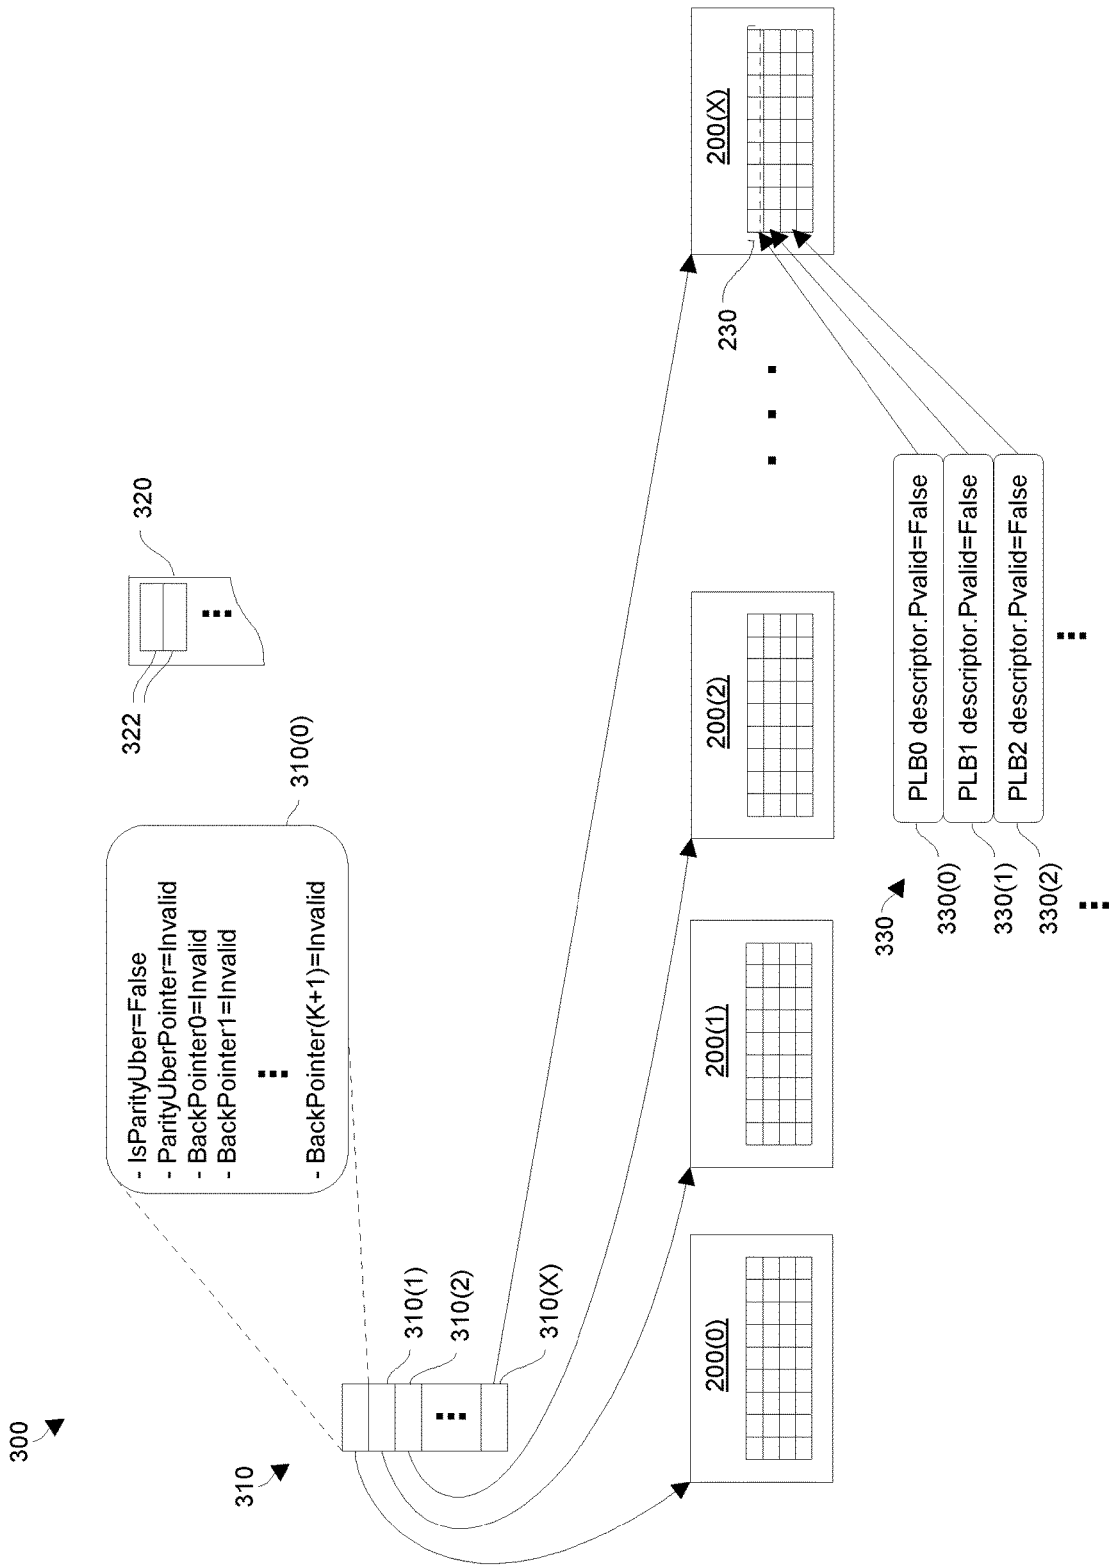 300
310
310(0)
- IsParityUber=False
- ParityUberPointer=Invalid
- BackPointer0=Invalid
- BackPointer1=Invalid
- BackPointer(K+1)=Invalid
322
320
310(1)
310(2)
310(X)
200(0)
200(1)
200(2)
200(X)
230
330
330(0)
PLB0 descriptor.Pvalid=False
330(1)
PLB1 descriptor.Pvalid=False
330(2)
PLB2 descriptor.Pvalid=False